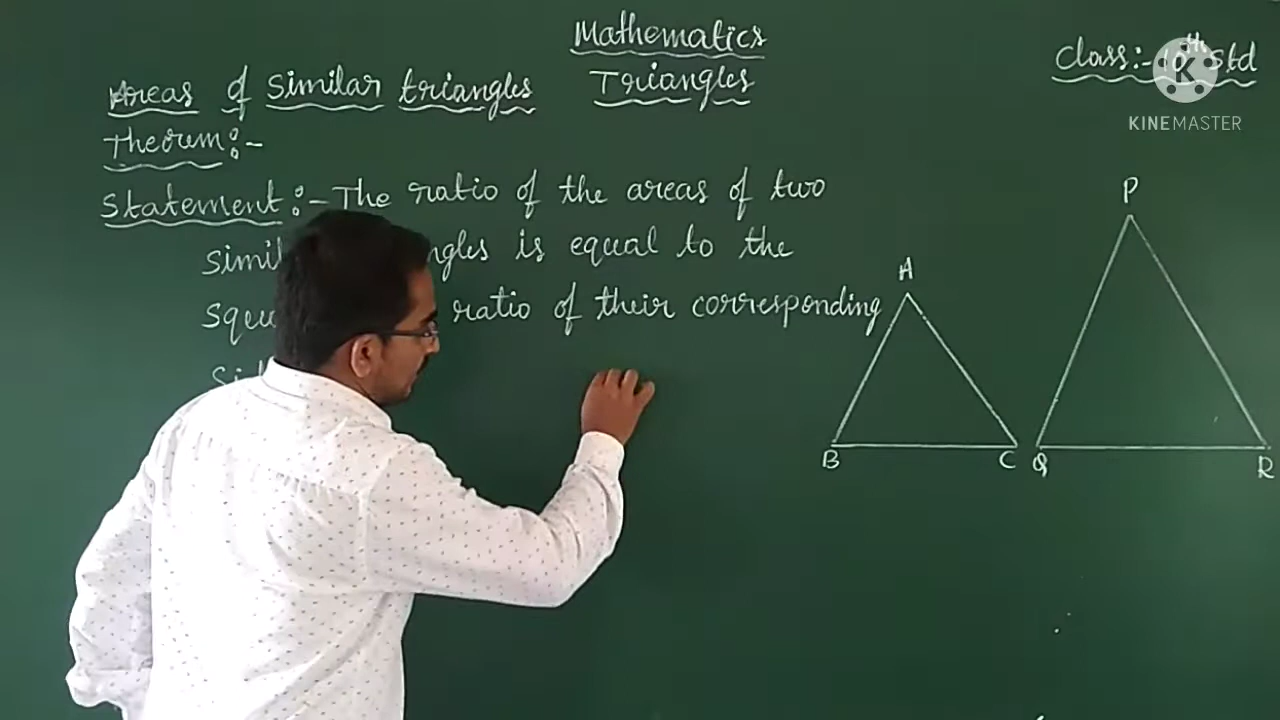 Mathematics
Triangles
Class:- 10th Std
KINEMASTER
Areas of Similar triangles
Theorem:-
Statement:- The ratio of the areas of two
is equal to the
ratio of their corresponding
A
B
C
P
Q
R